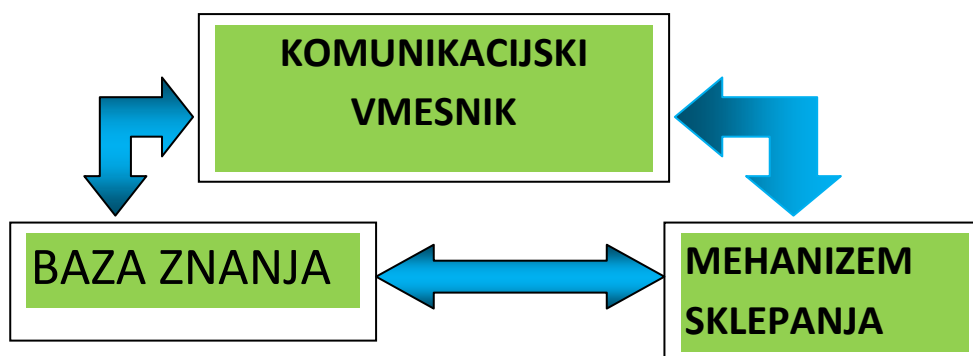 KOMUNIKACIJSKI
VMESNIK
BAZA ZNANJA
MEHANIZEM
SKLEPANJA